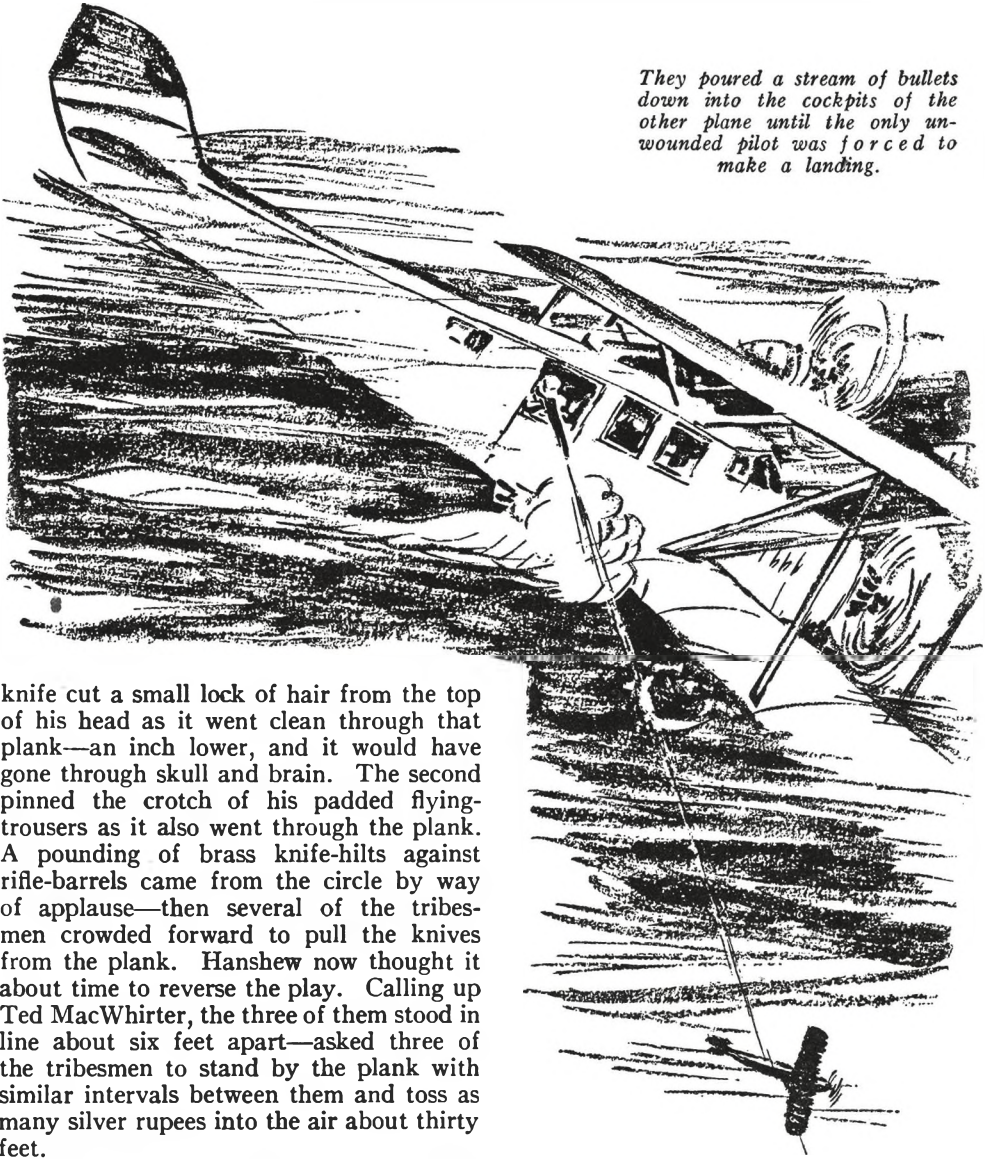 They poured a stream of bullets
down into the cockpits of the
other plane until the only un-
wounded pilot was forced to
make a landing.
knife cut a small lock of hair from the top
of his head as it went clean through that
plank—an inch lower, and it would have
gone through skull and brain. The second
pinned the crotch of his padded flying-
trousers as it also went through the plank.
A pounding of brass knife-hilts against
rifle-barrels came from the circle by way
of applause—then several of the tribes-
men crowded forward to pull the knives
from the plank. Hanshew now thought it
about time to reverse the play. Calling up
Ted MacWhirter, the three of them stood in
line about six feet apart—asked three of
the tribesmen to stand by the plank with
similar intervals between them and toss as
many silver rupees into the air about thirty
feet.